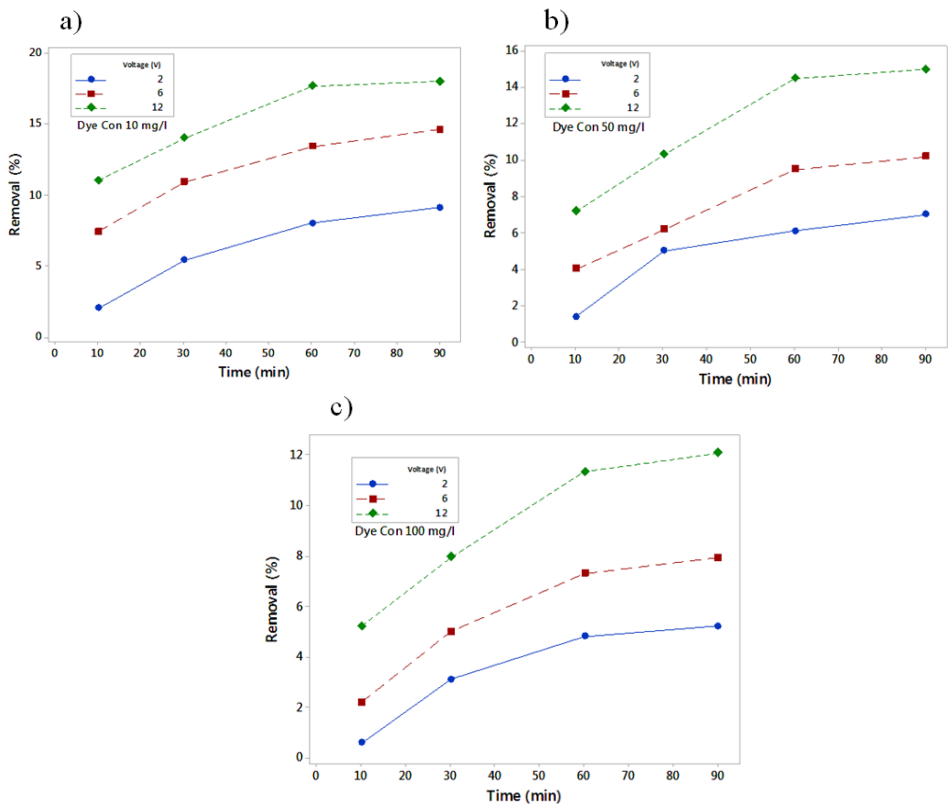 a)
20
15
10
5
0
Removal (%)
Voltage (V)
2
6
12
Dye Con 10 mg/l
0 10 20 30 40 50 60 70 80 90
Time (min)
b)
16
14
12
10
8
6
4
2
0
Removal (%)
Voltage (V)
2
6
12
Dye Con 50 mg/l
0 10 20 30 40 50 60 70 80 90
Time (min)
c)
12
10
8
6
4
2
0
Removal (%)
Voltage (V)
2
6
12
Dye Con 100 mg/l
0 10 20 30 40 50 60 70 80 90
Time (min)